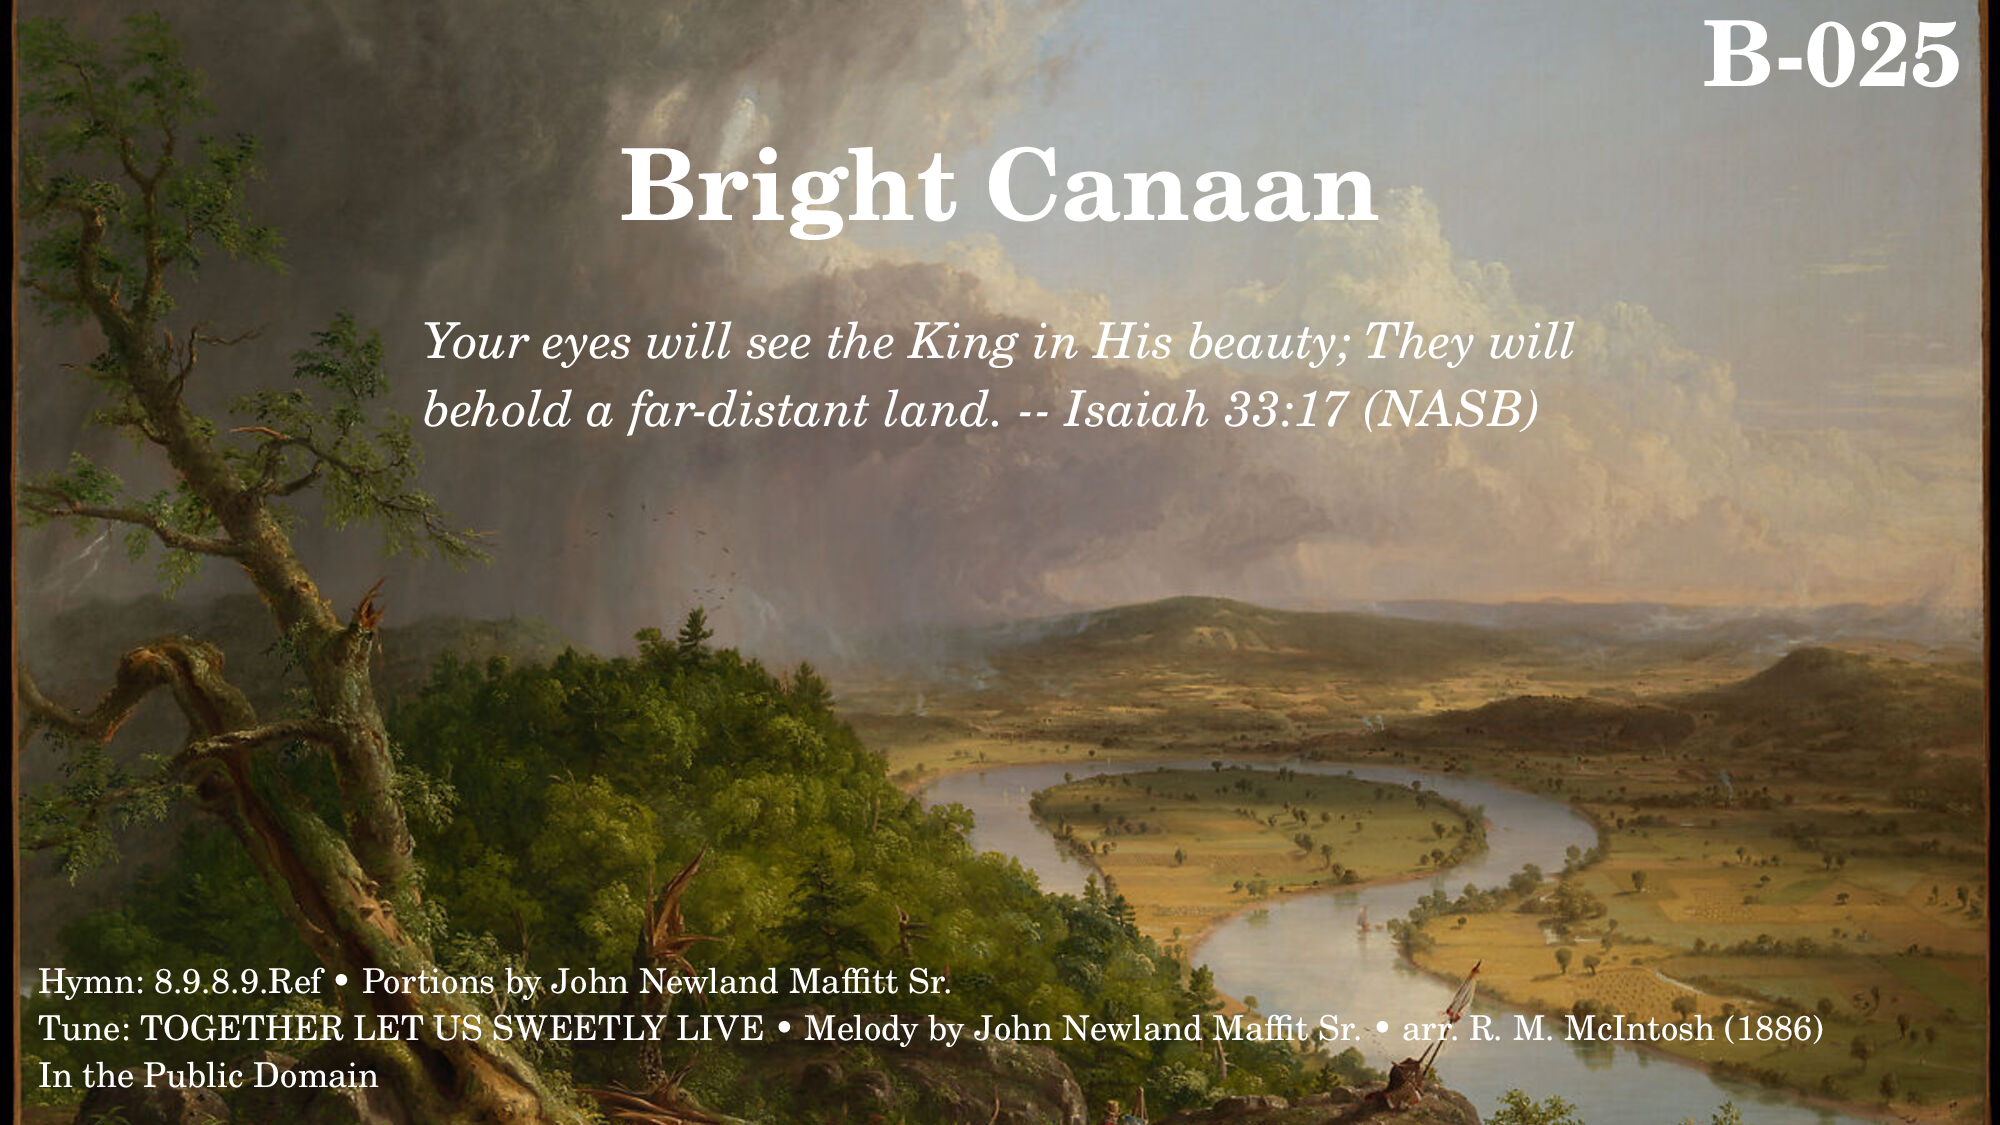 B-025
Bright Canaan
Your eyes will see the King in His beauty; They will
behold a far-distant land. -- Isaiah 33:17 (NASB)
Hymn: 8.9.8.9.Ref • Portions by John Newland Maffitt Sr.
Tune: TOGETHER LET US SWEETLY LIVE • Melody by John Newland Maffit Sr. • arr. R. M. McIntosh (1886)
In the Public Domain